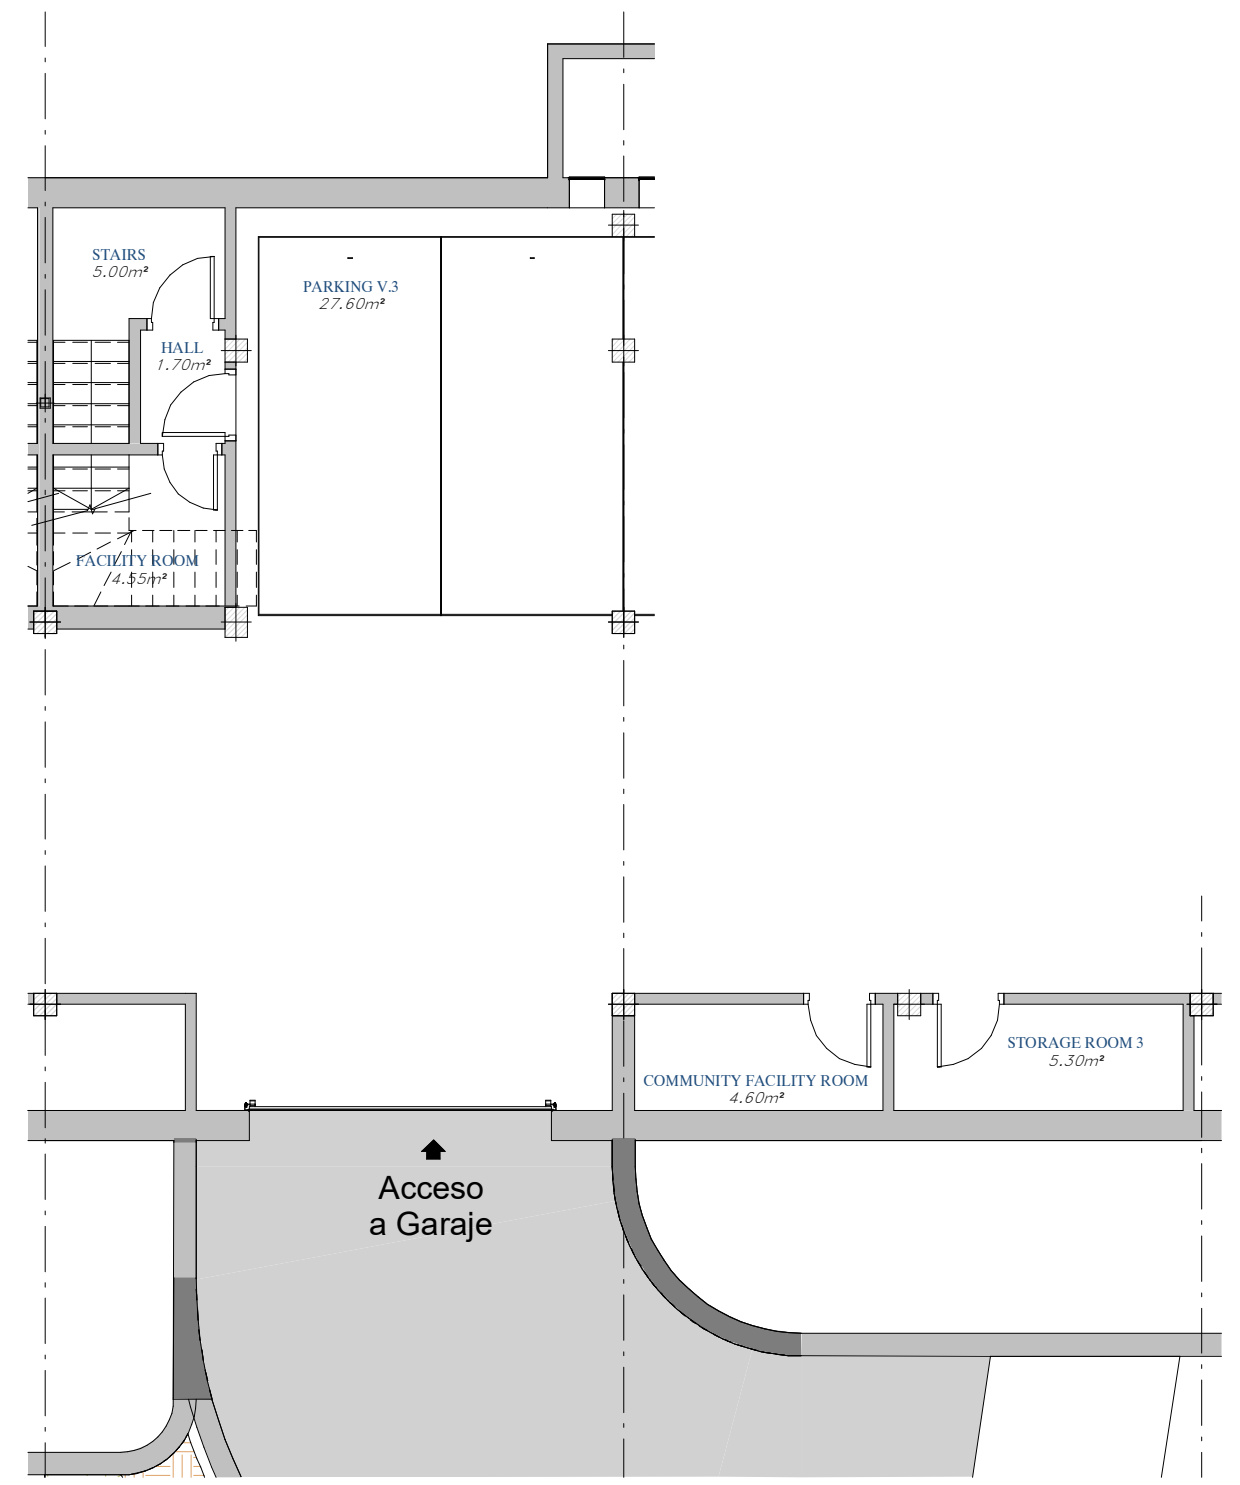 STAIRS
5.00m²
PARKING V.3
27.60m²
HALL
1.70m²
FACILITY ROOM
4.55m²
STORAGE ROOM 3
5.30m²
COMMUNITY FACILITY ROOM
4.60m²
Acceso
a Garaje